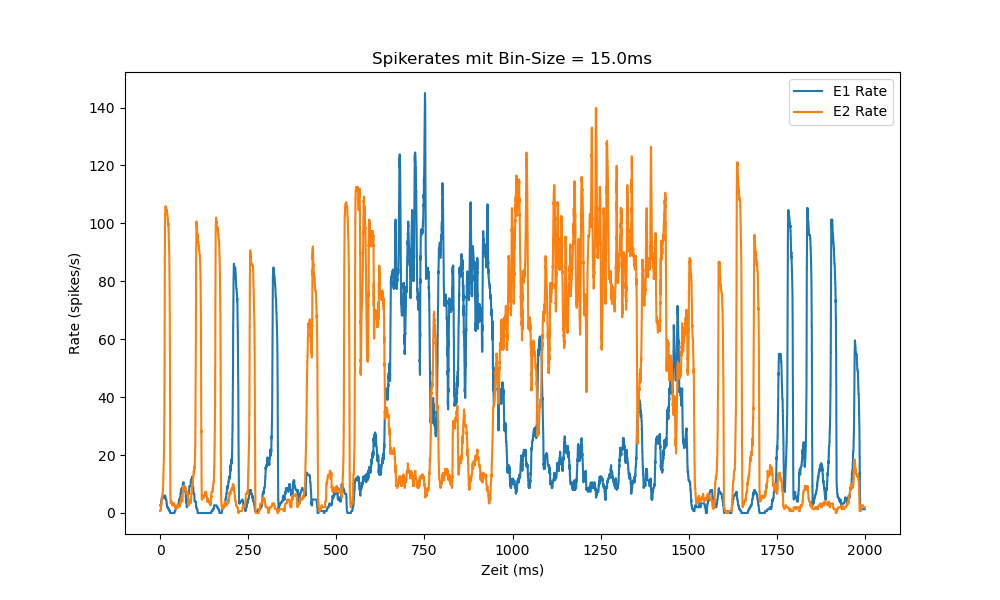 Spikerates mit Bin-Size = 15.0ms
E1 Rate
E2 Rate
140
120
100
80
60
40
20
0
Rate (spikes/s)
0 250 500 750 1000 1250 1500 1750 2000
Zeit (ms)